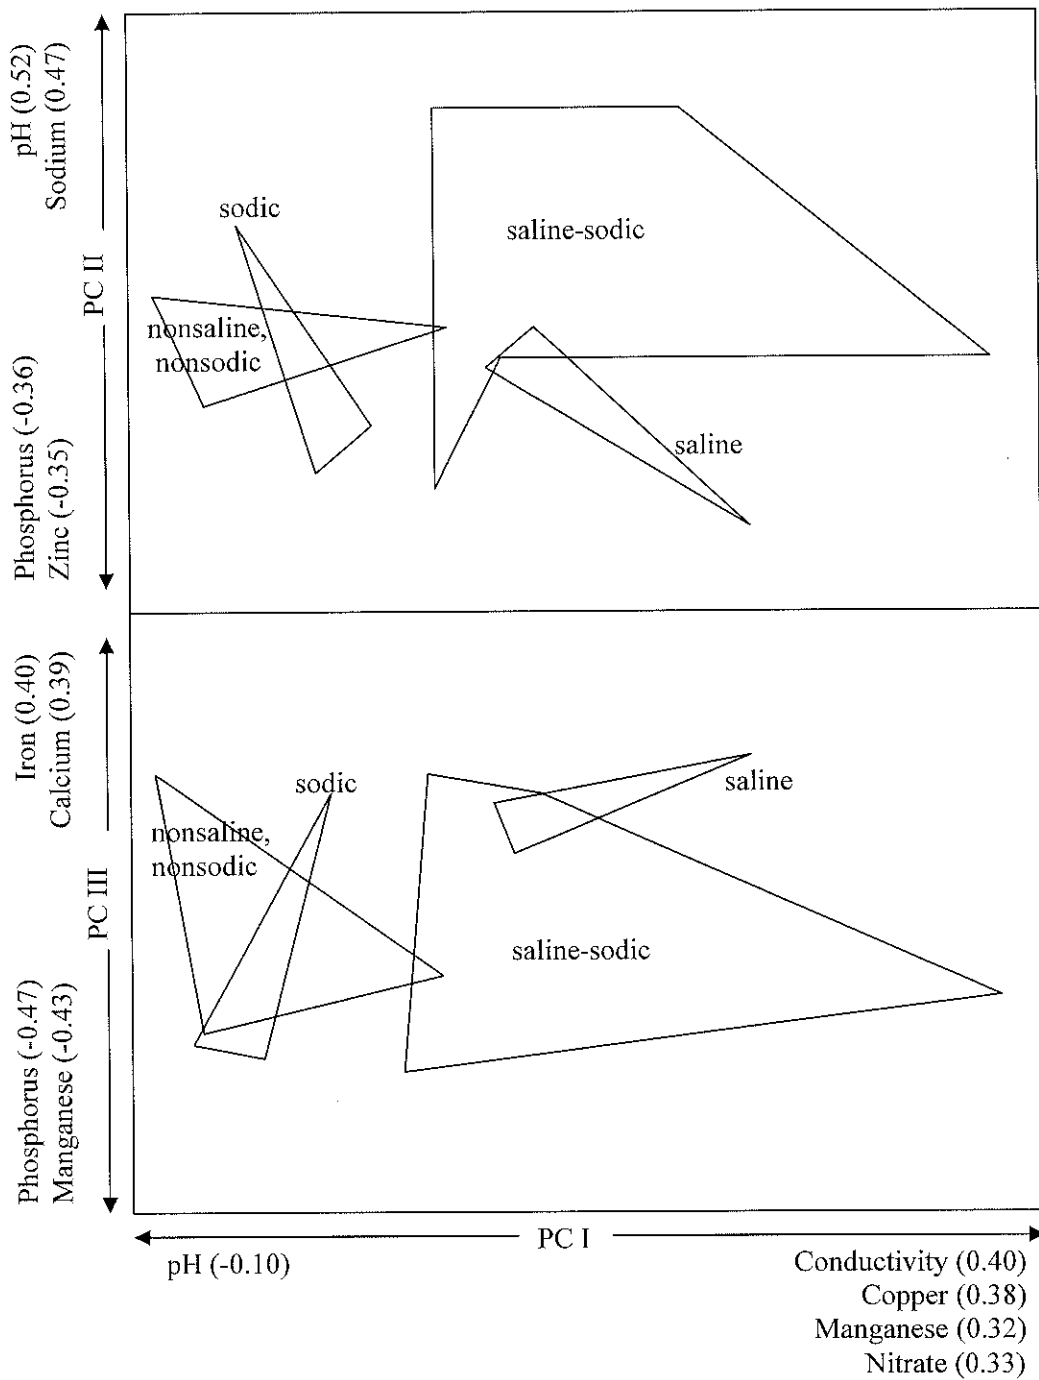 pH (0.52)
Sodium (0.47)
PC II
Phosphorus (-0.36)
Zinc (-0.35)
sodic
saline-sodic
nonsaline,
nonsodic
saline
Iron (0.40)
Calcium (0.39)
PC III
Phosphorus (-0.47)
Manganese (-0.43)
sodic
saline
nonsaline,
nonsodic
saline-sodic
PC I
pH (-0.10)
Conductivity (0.40)
Copper (0.38)
Manganese (0.32)
Nitrate (0.33)